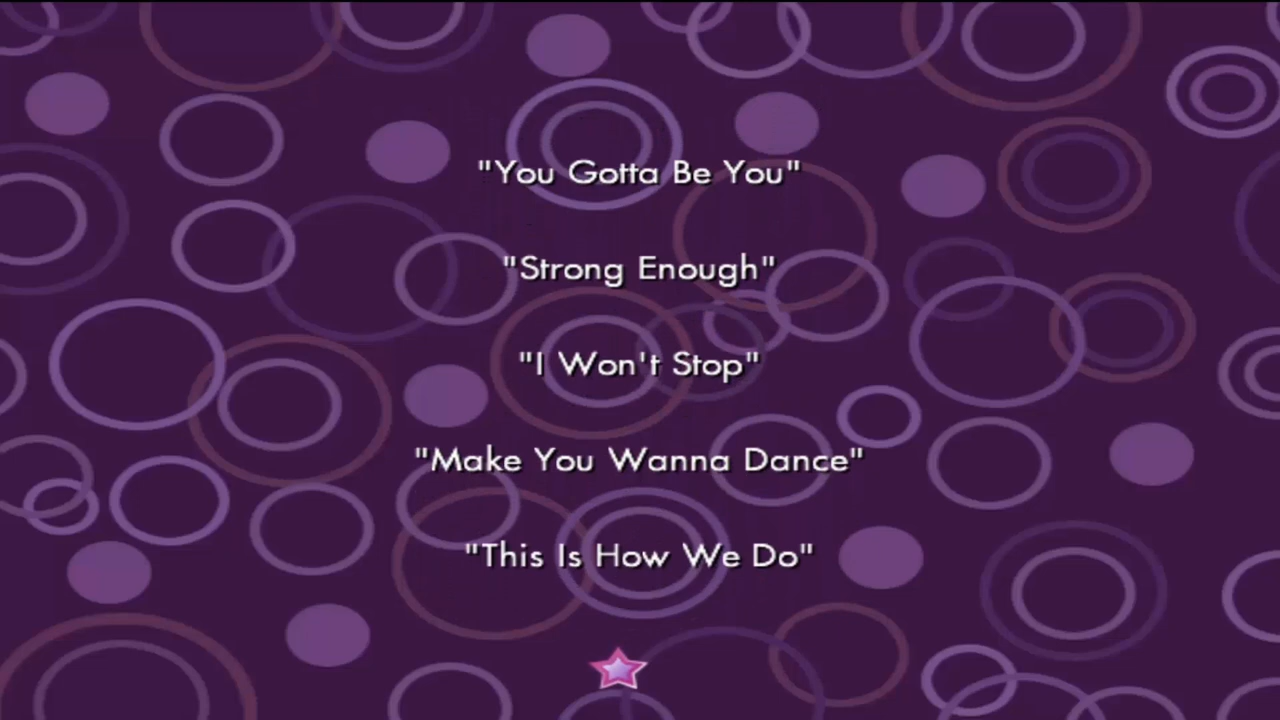 "You Gotta Be You"
"Strong Enough"
"I Won't Stop"
"Make You Wanna Dance"
"This Is How We Do"